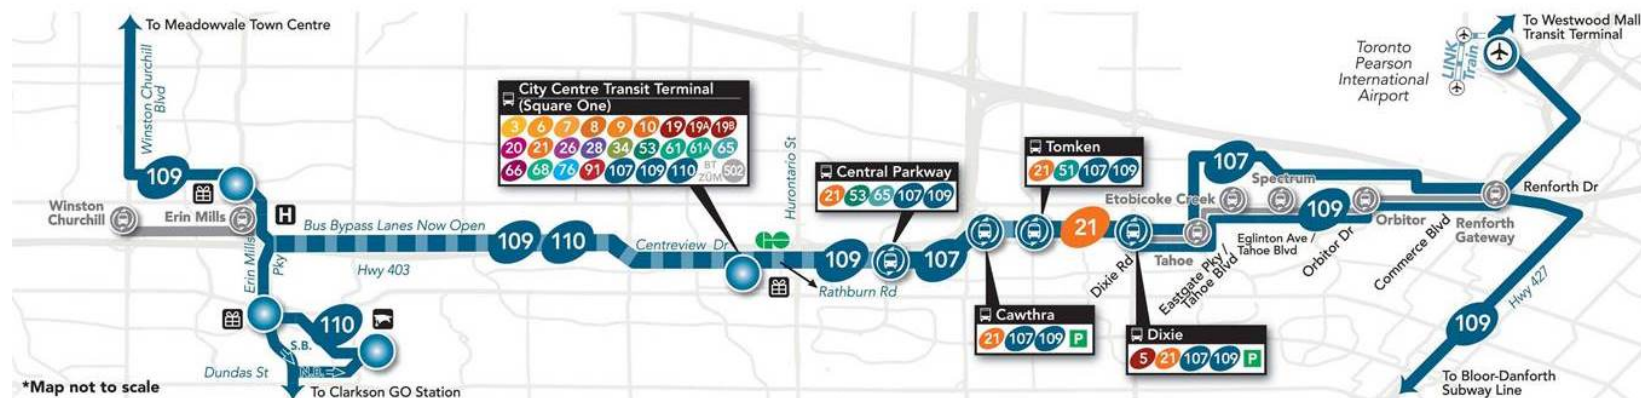 To Meadowvale Town Centre
Winston Churchill
Blvd
109
Winston
Churchill
Erin Mills
H
Bus Bypass Lanes Now Open
109 110
Hwy 403
Erin Mills
Pky
110
S.B.
N.B.
Dundas St
To Clarkson GO Station
*Map not to scale
City Centre Transit Terminal
(Square One)
3 6 7 8 9 10 19 19A 19B
20 21 26 28 34 53 61 61A 65
66 68 76 91 107 109 110 BT ZÜM 502
Centreview Dr
Hurontario St
GO
Rathburn Rd
109
Central Parkway
21 53 65 107 109
107
Cawthra
21 107 109 P
Tomken
21 51 107 109
21
Dixie Rd
Dixie
5 21 107 109 P
Etobicoke Creek
Tahoe
Eastgate Pky /
Tahoe Blvd
107
Spectrum
109
Eglinton Ave /
Tahoe Blvd
Orbitor Dr
Orbitor
Commerce Blvd
Renforth
Gateway
Renforth Dr
Toronto
Pearson
International
Airport
LINK
Train
To Westwood Mall
Transit Terminal
Hwy 427
109
To Bloor-Danforth
Subway Line